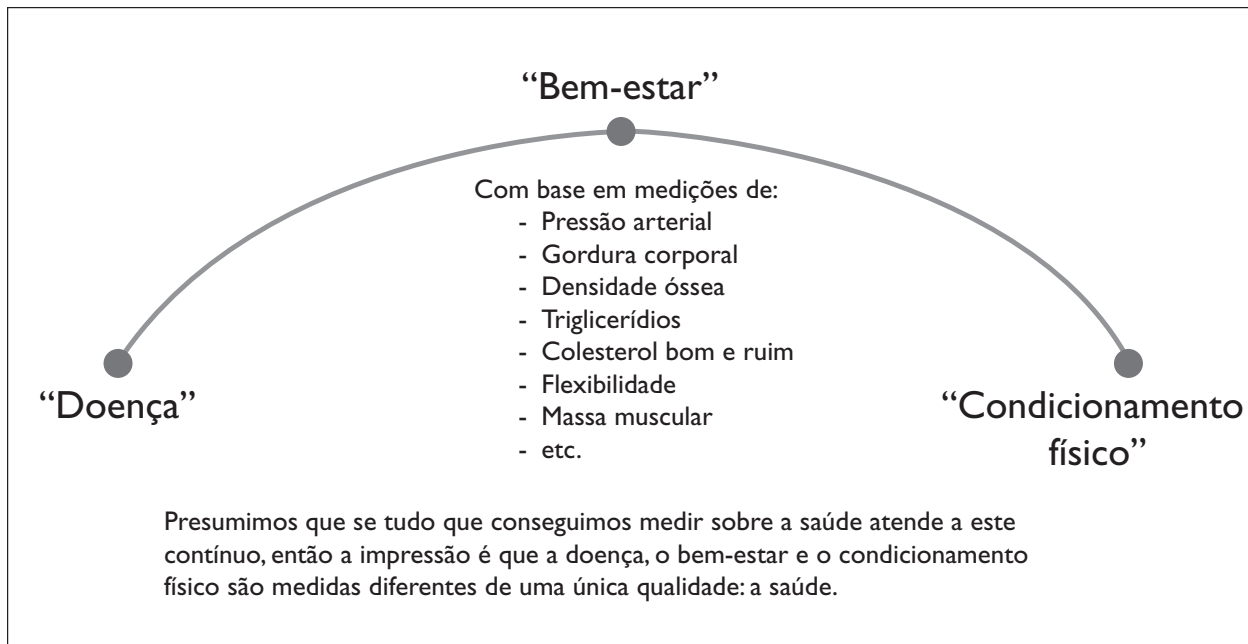 “Bem-estar”
Com base em medições de:
- Pressão arterial
- Gordura corporal
- Densidade óssea
- Triglicerídios
- Colesterol bom e ruim
- Flexibilidade
- Massa muscular
- etc.
“Doença”
“Condicionamento
físico”
Presumimos que se tudo que conseguimos medir sobre a saúde atende a este
contínuo, então a impressão é que a doença, o bem-estar e o condicionamento
físico são medidas diferentes de uma única qualidade: a saúde.